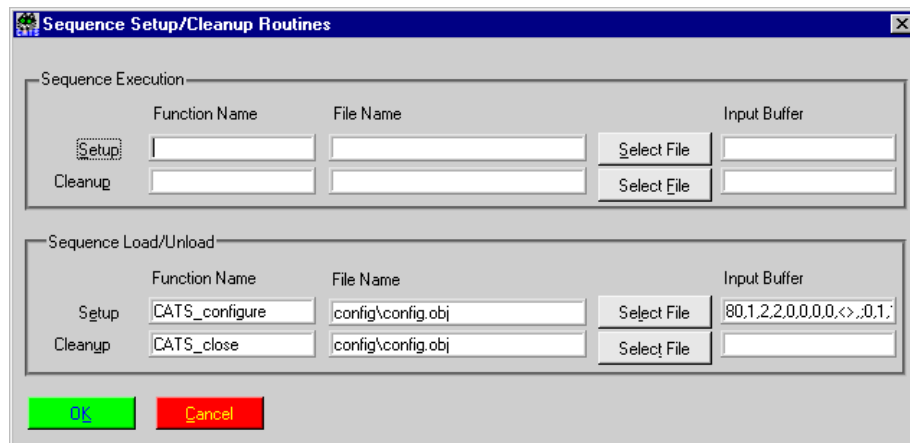 Sequence Setup/Cleanup Routines
Sequence Execution
Function Name File Name Input Buffer
Setup Select File
Cleanup Select File
Sequence Load/Unload
Function Name File Name Input Buffer
Setup CATS_configure config\config.obj Select File 80,1,2,2,0,0,0,0,<>,;0,1,
Cleanup CATS_close config\config.obj Select File
OK Cancel